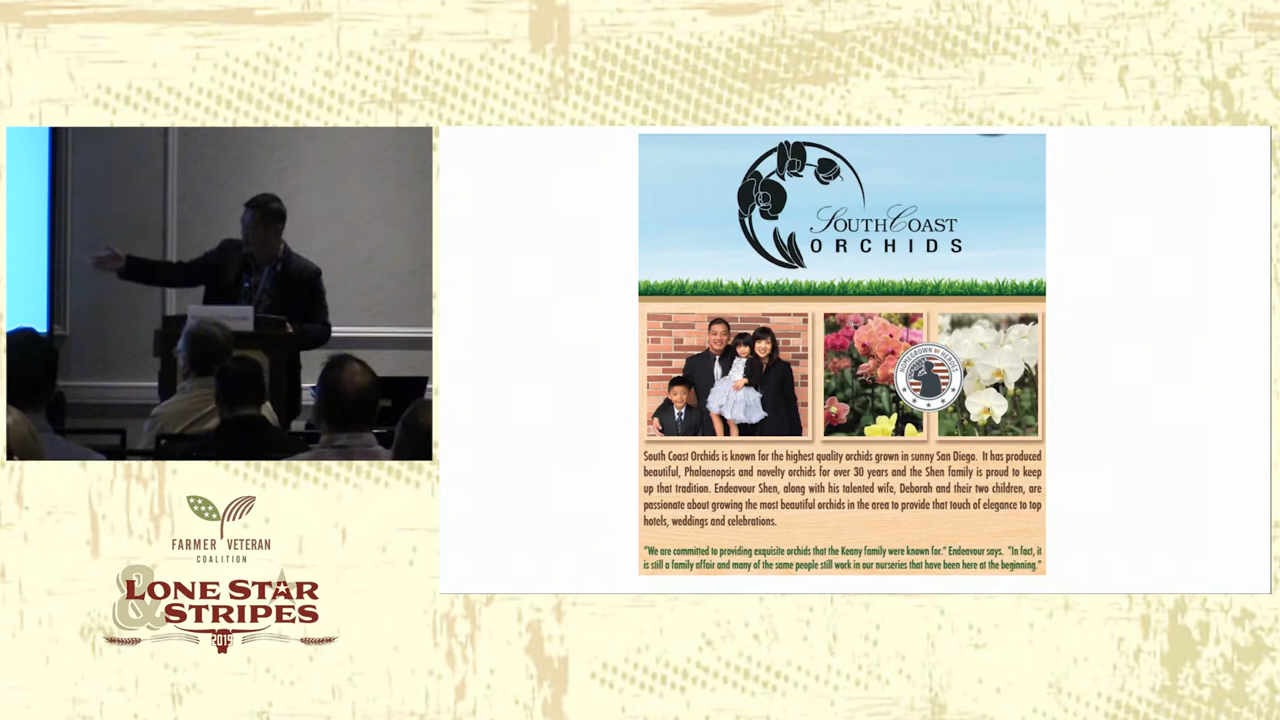 SOUTH COAST
ORCHIDS
HOMEGROWN BY HEROES
South Coast Orchids is known for the highest quality orchids grown in sunny San Diego. It has produced
beautiful, Phalaenopsis and novelty orchids for over 30 years and the Shen family is proud to keep
up that tradition. Endeavour Shen, along with his talented wife, Deborah and their two children, are
passionate about growing the most beautiful orchids in the area to provide that touch of elegance to top
hotels, weddings and celebrations.
"We are committed to providing exquisite orchids that the Keany family were known for." Endeavour says. "In fact, it
is still a family affair and many of the same people still work in our nurseries that have been here at the beginning."
FARMER VETERAN
COALITION
& LONE STAR
STRIPES
2019